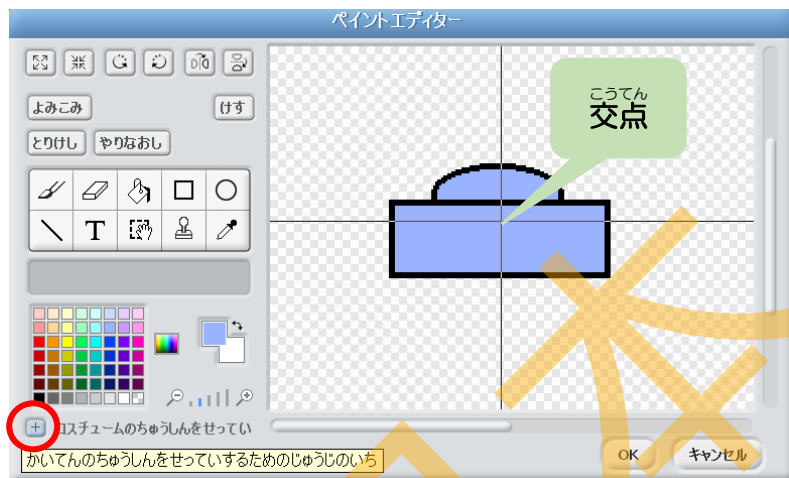 ペイントエディター
よみこみ
けす
とりけし
やりなおし
T
こうてん
交点
コスチュームのちゅうしんをせってい
かいてんのちゅうしんをせっていするためのじゅうじのいち
OK
キャンセル